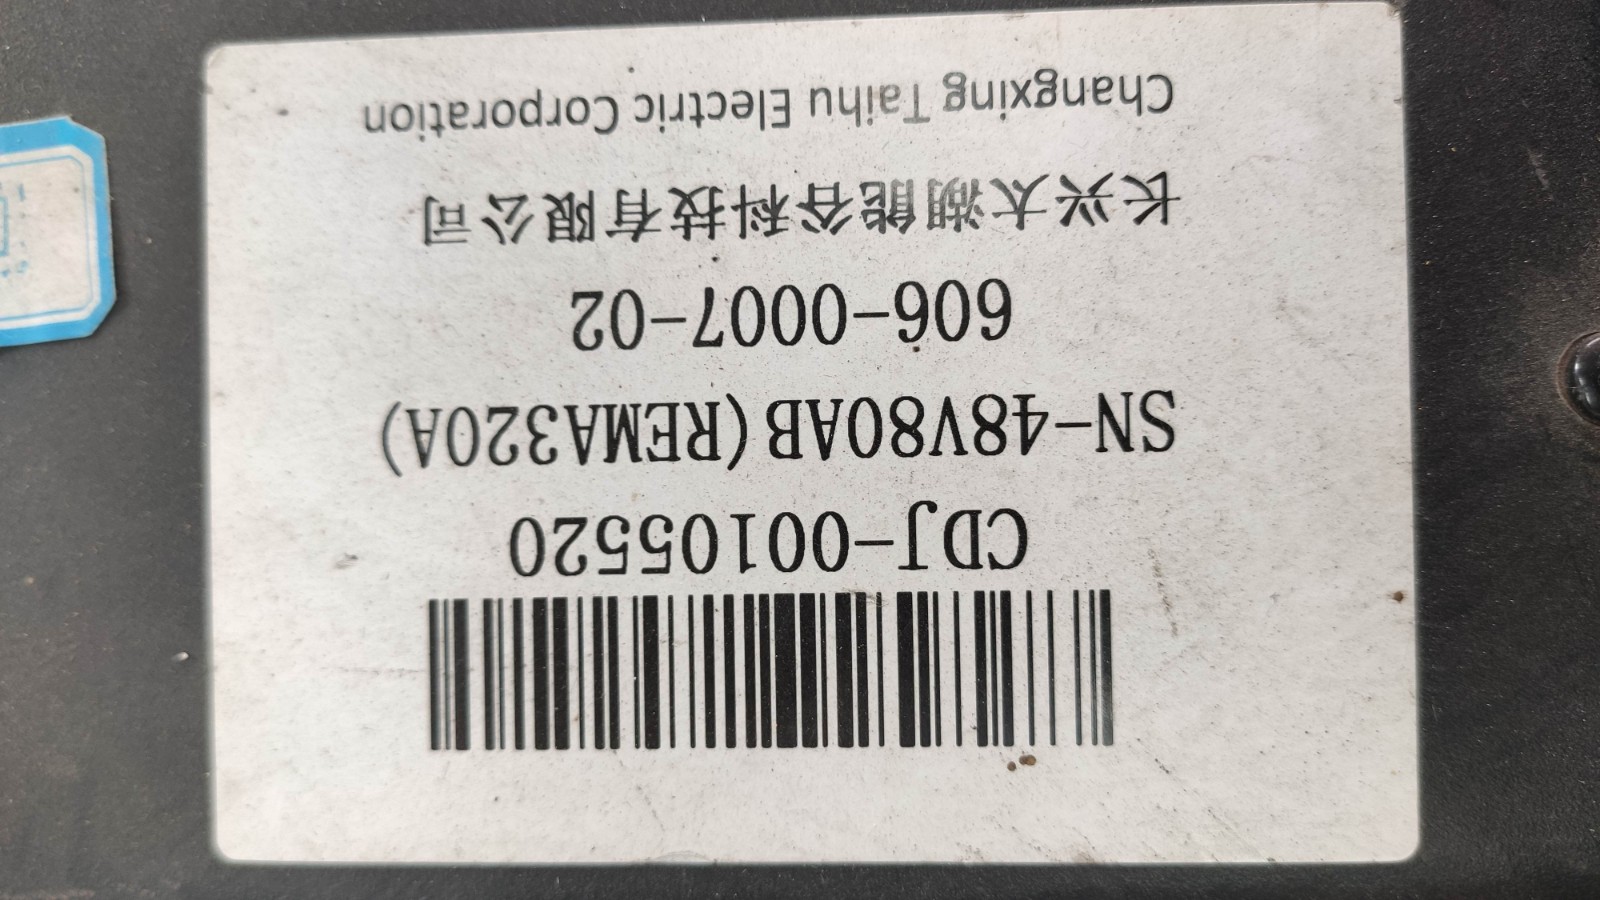 CDJ-00105520
SN-48V80AB(REMA320A)
606-0007-02
长兴太湖能谷科技有限公司
Changxing Taihu Electric Corporation